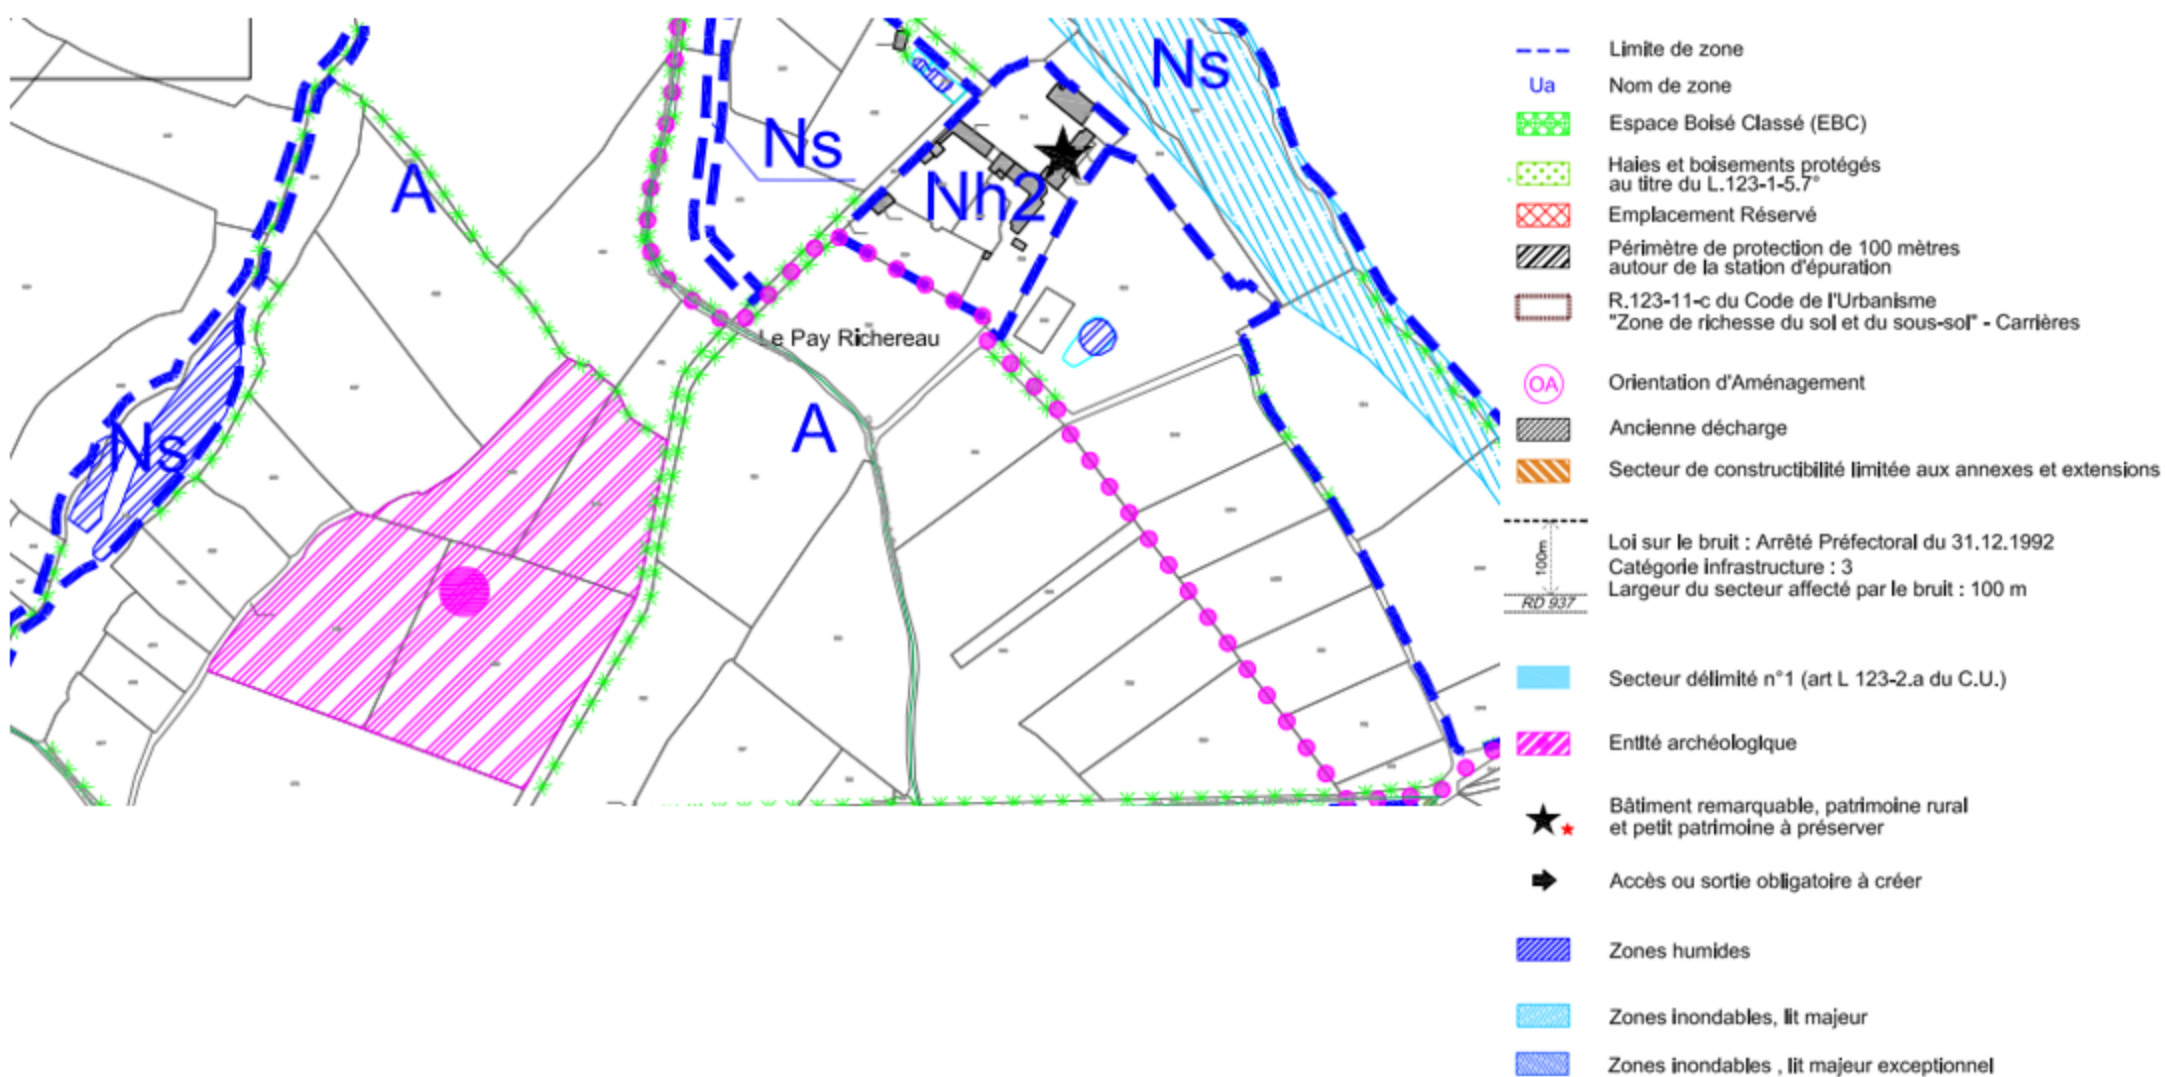 Ns
A
Ns
Nh2
Le Pay Richereau
A
Ns
Limite de zone
Ua
Nom de zone
Espace Boisé Classé (EBC)
Haies et boisements protégés
au titre du L.123-1-5.7°
Emplacement Réservé
Périmètre de protection de 100 mètres
autour de la station d'épuration
R.123-11-c du Code de l'Urbanisme
"Zone de richesse du sol et du sous-sol" - Carrières
OA
Orientation d'Aménagement
Ancienne décharge
Secteur de constructibilité limitée aux annexes et extensions
100m
RD 937
Loi sur le bruit : Arrêté Préfectoral du 31.12.1992
Catégorie infrastructure : 3
Largeur du secteur affecté par le bruit : 100 m
Secteur délimité n°1 (art L 123-2.a du C.U.)
Entité archéologique
Bâtiment remarquable, patrimoine rural
et petit patrimoine à préserver
Accès ou sortie obligatoire à créer
Zones humides
Zones inondables, lit majeur
Zones inondables , lit majeur exceptionnel